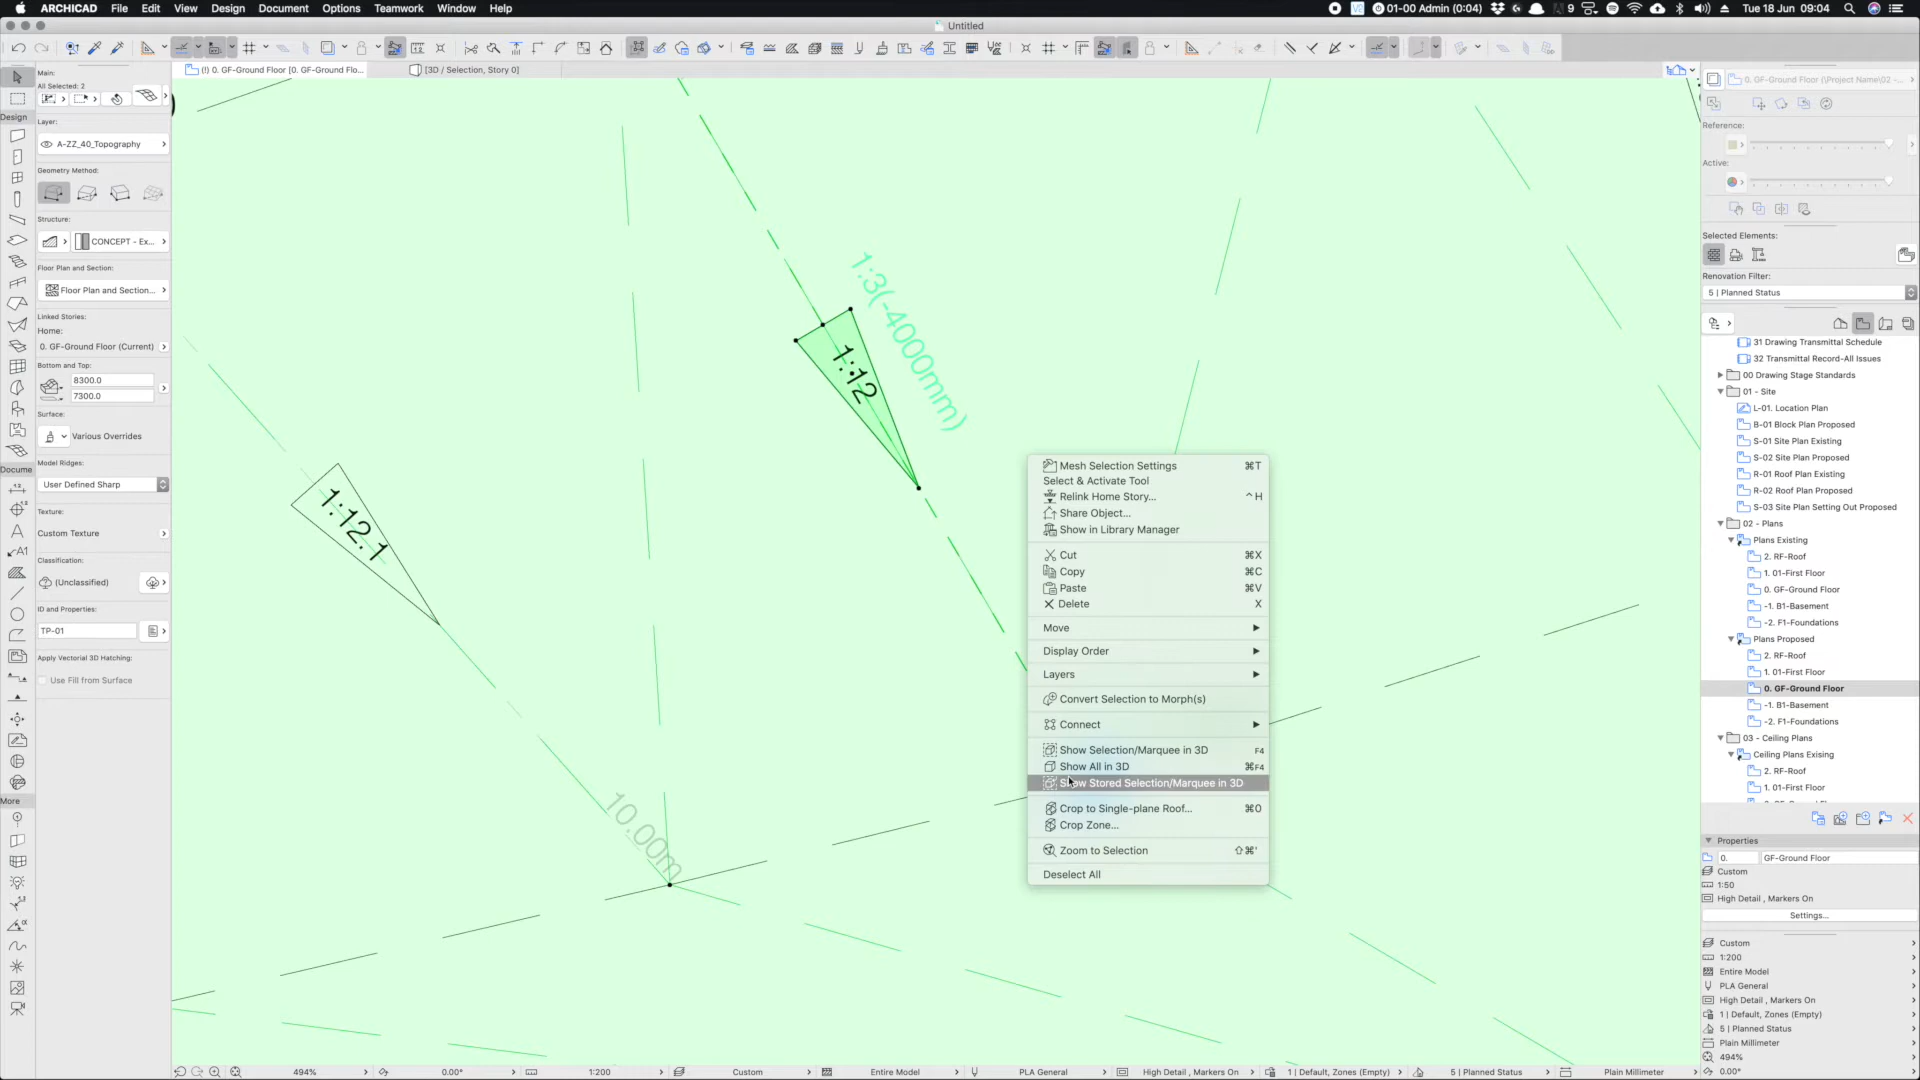 ARCHICAD File Edit View Design Document Options Teamwork Window Help
01-00 Admin (0:04)
9
Tue 18 Jun 09:04
Untitled
Main:
All Selected: 2
(!) 0. GF-Ground Floor [0. GF-Ground Flo...
[3D / Selection, Story 0]
0. GF-Ground Floor (\Project Name\02 -...
Design
Layer:
A-ZZ_40_Topography
Geometry Method:
Structure:
CONCEPT - Ex...
Floor Plan and Section:
Floor Plan and Section...
Linked Stories:
Home:
0. GF-Ground Floor (Current)
Bottom and Top:
8300.0
7300.0
Surface:
Various Overrides
Model Ridges:
User Defined Sharp
Docume
Texture:
Custom Texture
Classification:
(Unclassified)
ID and Properties:
TP-01
Apply Vectorial 3D Hatching:
Use Fill from Surface
More
1:3(-4000mm)
1:12
1:12.1
10.00m
Mesh Selection Settings ⌘T
Select & Activate Tool
Relink Home Story... ^H
Share Object...
Show in Library Manager
Cut ⌘X
Copy ⌘C
Paste ⌘V
Delete X
Move
Display Order
Layers
Convert Selection to Morph(s)
Connect
Show Selection/Marquee in 3D F4
Show All in 3D ⌘F4
Show Stored Selection/Marquee in 3D
Crop to Single-plane Roof... ⌘0
Crop Zone...
Zoom to Selection ⇧⌘'
Deselect All
Reference:
Active:
Selected Elements:
Renovation Filter:
5 | Planned Status
31 Drawing Transmittal Schedule
32 Transmittal Record-All Issues
00 Drawing Stage Standards
01 - Site
L-01. Location Plan
B-01 Block Plan Proposed
S-01 Site Plan Existing
S-02 Site Plan Proposed
R-01 Roof Plan Existing
R-02 Roof Plan Proposed
S-03 Site Plan Setting Out Proposed
02 - Plans
Plans Existing
2. RF-Roof
1. 01-First Floor
0. GF-Ground Floor
-1. B1-Basement
-2. F1-Foundations
Plans Proposed
2. RF-Roof
1. 01-First Floor
0. GF-Ground Floor
-1. B1-Basement
-2. F1-Foundations
03 - Ceiling Plans
Ceiling Plans Exising
2. RF-Roof
1. 01-First Floor
Properties
0. GF-Ground Floor
Custom
1:50
High Detail , Markers On
Settings...
Custom
1:200
Entire Model
PLA General
High Detail , Markers On
1 | Default, Zones (Empty)
5 | Planned Status
Plain Millimeter
494%
0.00°
494% 0.00° 1:200 Custom Entire Model PLA General High Detail , Markers On 1 | Default, Zones (Empty) 5 | Planned Status Plain Millimeter